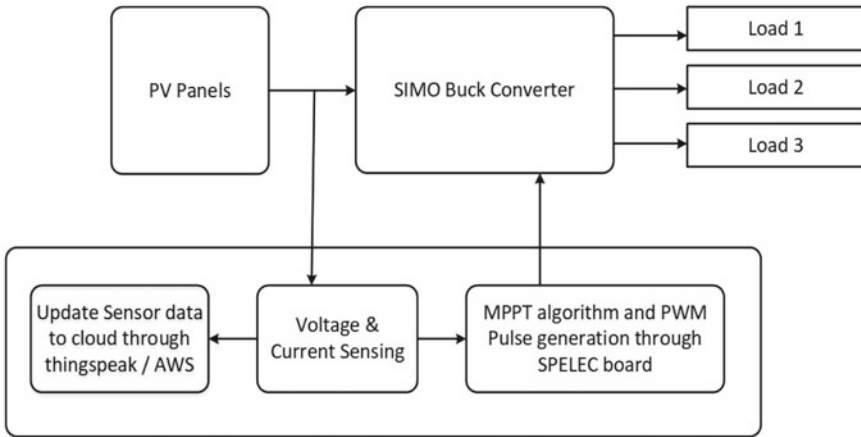 PV Panels
SIMO Buck Converter
Load 1
Load 2
Load 3
Update Sensor data
to cloud through
thingspeak / AWS
Voltage &
Current Sensing
MPPT algorithm and PWM
Pulse generation through
SPELEC board